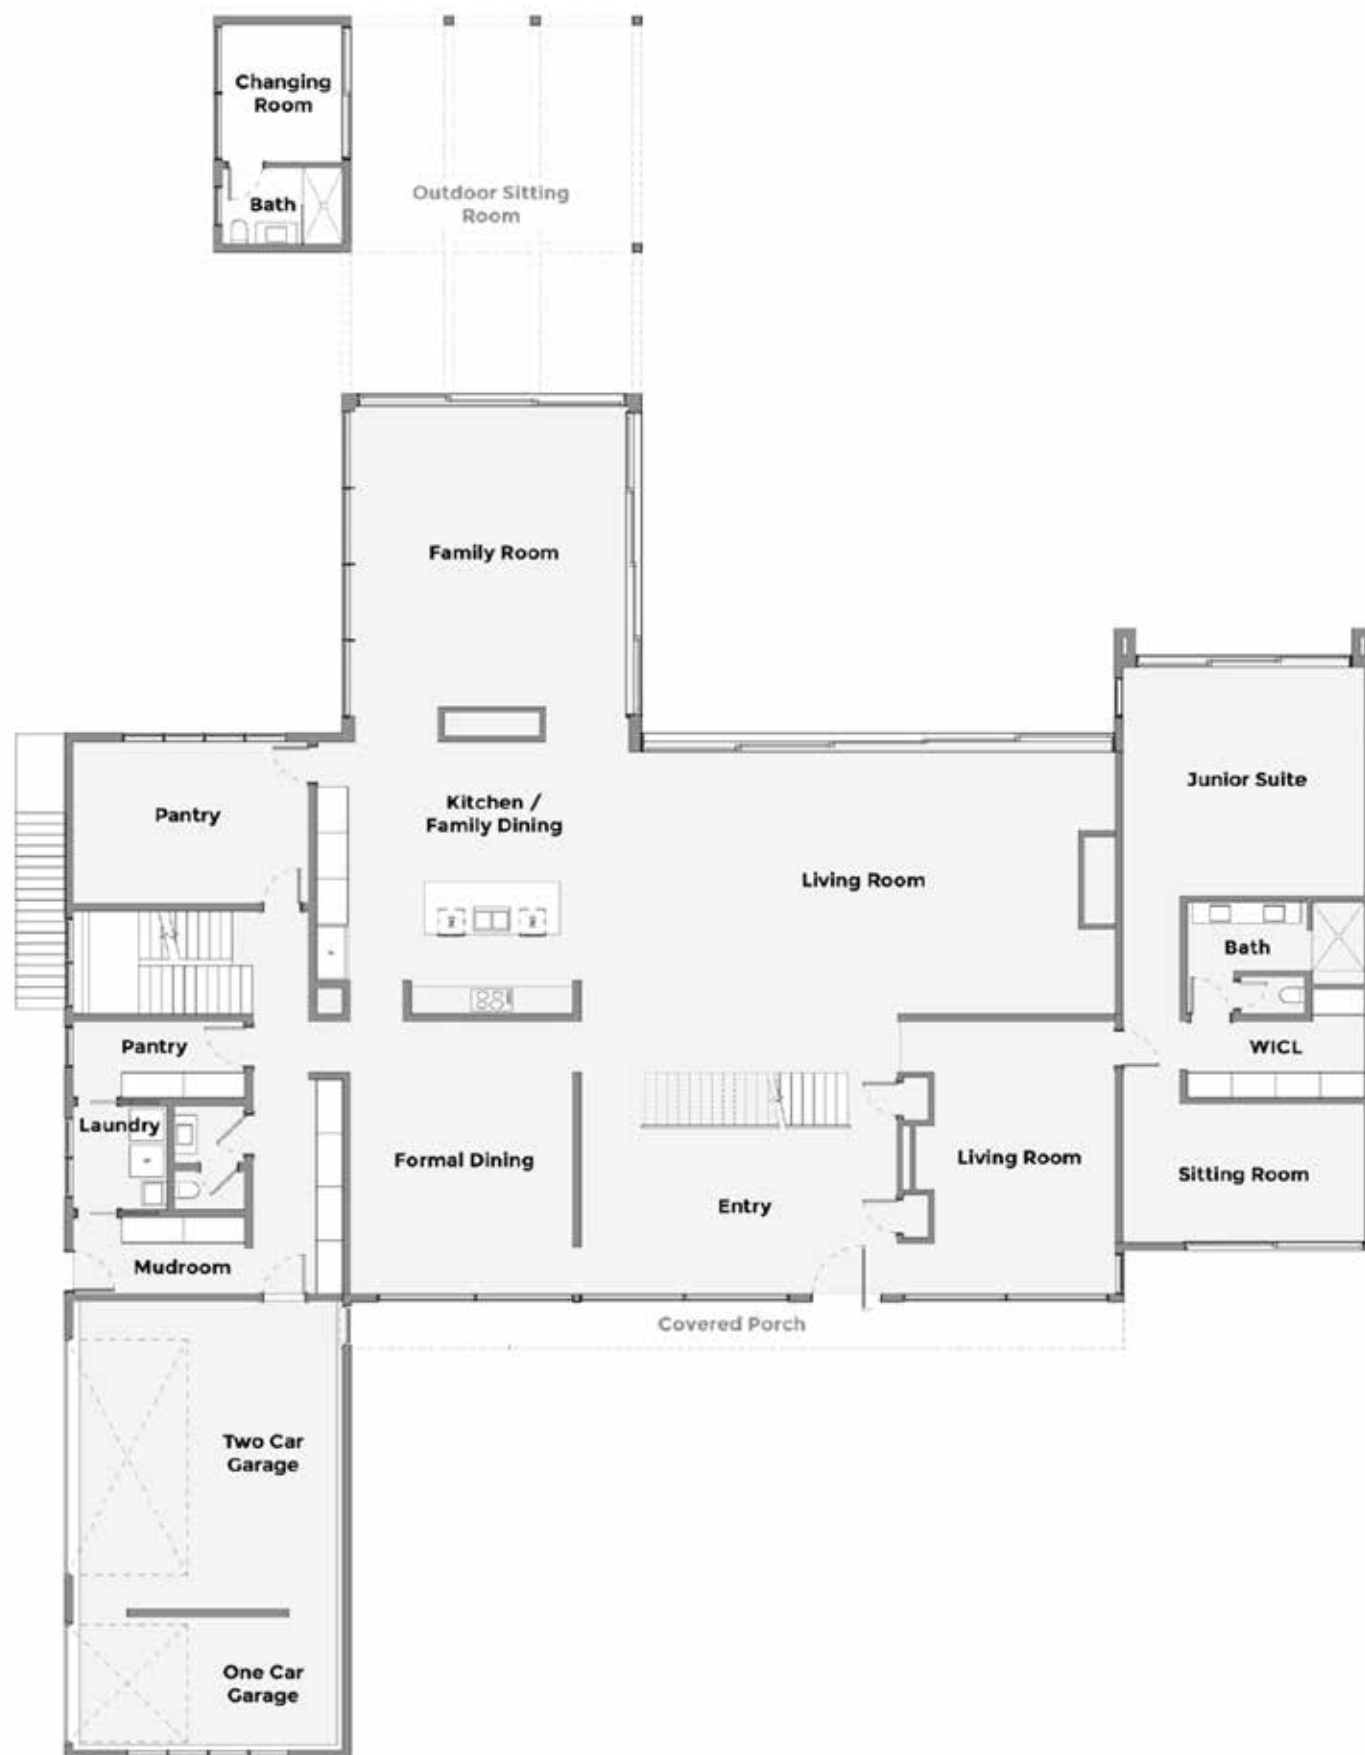 Changing
Room
Bath
Outdoor Sitting
Room
Family Room
Pantry
Kitchen /
Family Dining
Living Room
Junior Suite
Bath
WICL
Pantry
Laundry
Formal Dining
Entry
Living Room
Sitting Room
Mudroom
Covered Porch
Two Car
Garage
One Car
Garage